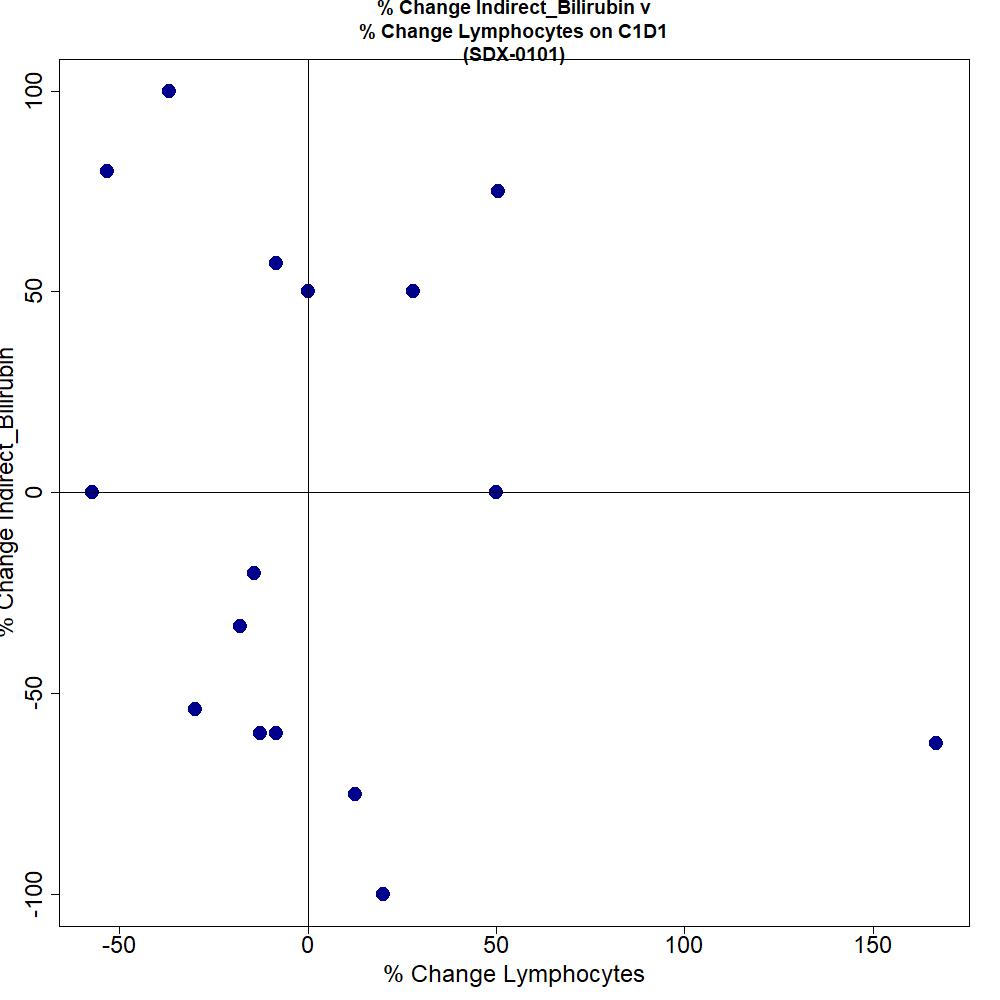 % Change Indirect_Bilirubin v
% Change Lymphocytes on C1D1
(SDX-0101)
% Change Indirect_Bilirubin
100
50
0
-50
-100
-50
0
50
100
150
% Change Lymphocytes